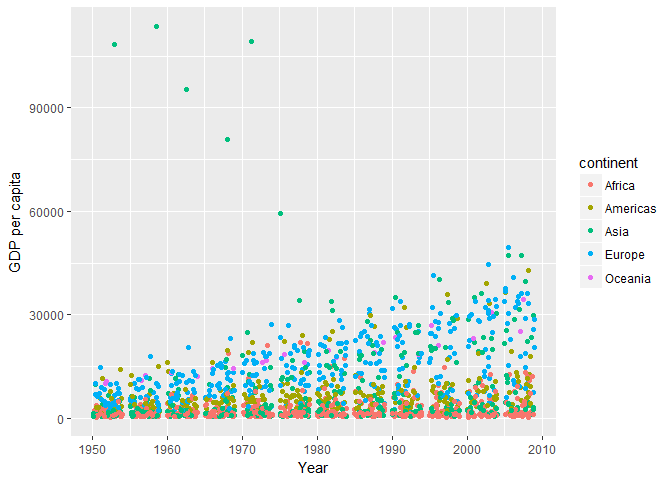 90000
60000
30000
0
GDP per capita
1950
1960
1970
1980
1990
2000
2010
Year
continent
Africa
Americas
Asia
Europe
Oceania